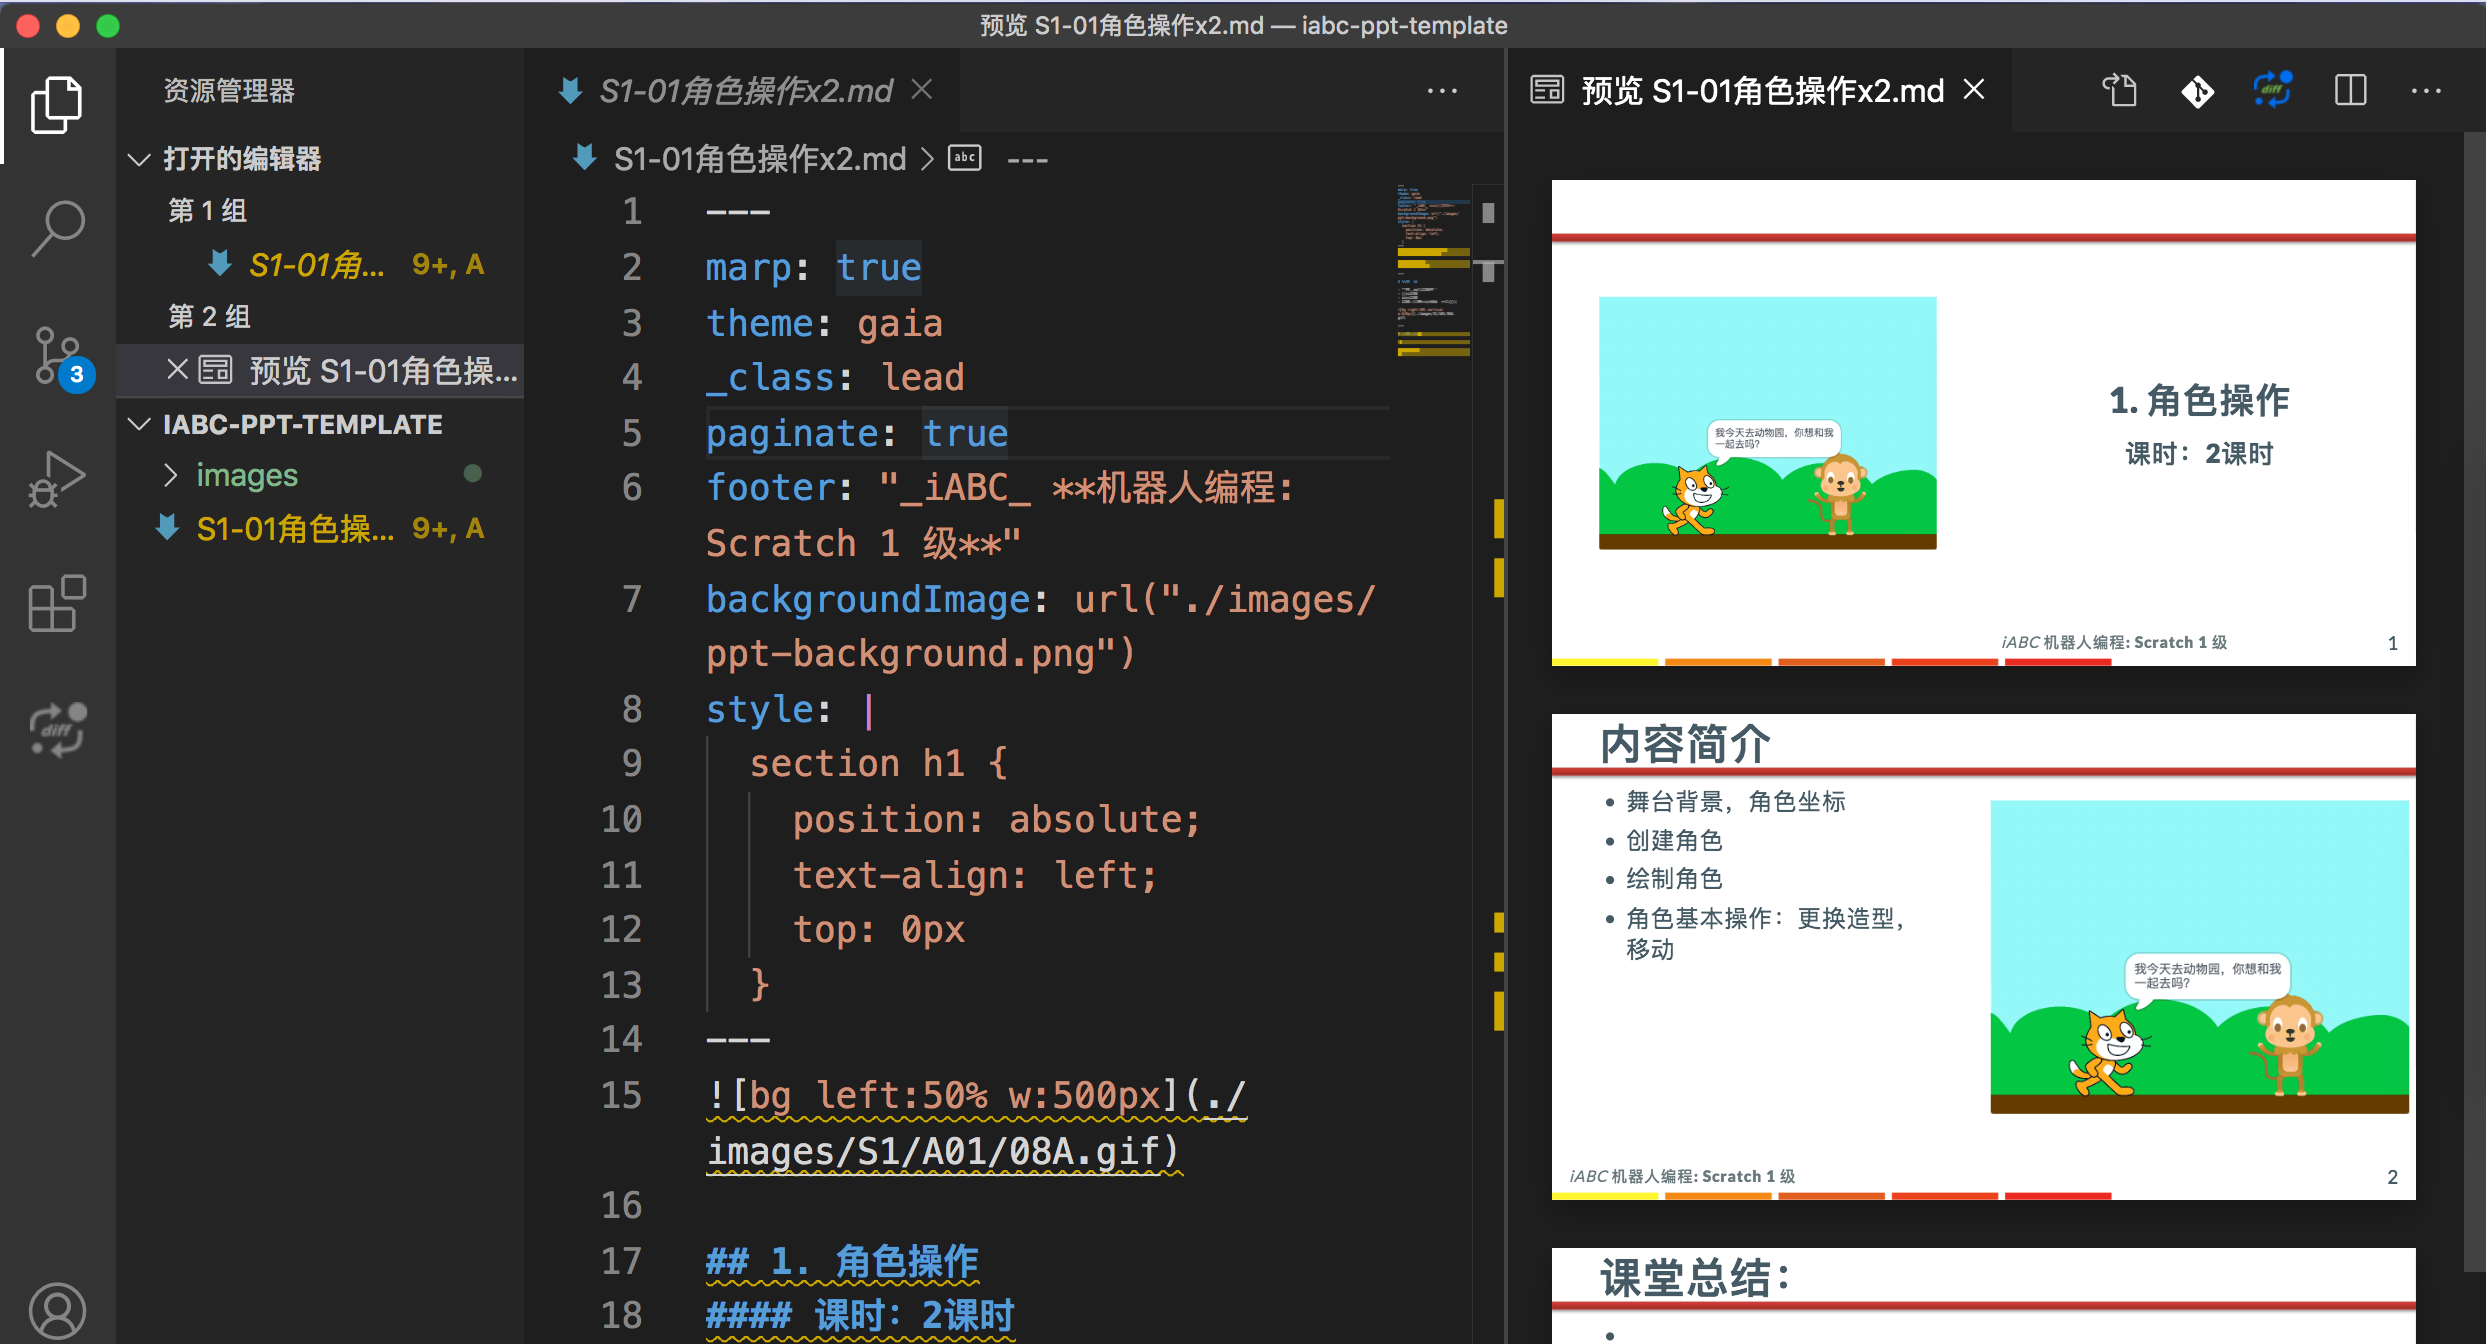 预览 S1-01角色操作x2.md — iabc-ppt-template
资源管理器
打开的编辑器
第 1 组
S1-01角... 9+, A
第 2 组
预览 S1-01角色操...
IABC-PPT-TEMPLATE
images
S1-01角色操... 9+, A
3
diff
S1-01角色操作x2.md
S1-01角色操作x2.md > abc ---
1 ---
2 marp: true
3 theme: gaia
4 _class: lead
5 paginate: true
6 footer: "_iABC_ **机器人编程:
Scratch 1 级**"
7 backgroundImage: url("./images/
ppt-background.png")
8 style: |
9 section h1 {
10 position: absolute;
11 text-align: left;
12 top: 0px
13 }
14 ---
15 ![bg left:50% w:500px](./
images/S1/A01/08A.gif)
16
17 ## 1. 角色操作
18 #### 课时：2课时
预览 S1-01角色操作x2.md
diff
我今天去动物园，你想和我
一起去吗？
1. 角色操作
课时：2课时
iABC 机器人编程: Scratch 1 级
1
内容简介
• 舞台背景，角色坐标
• 创建角色
• 绘制角色
• 角色基本操作：更换造型，
移动
我今天去动物园，你想和我
一起去吗？
iABC 机器人编程: Scratch 1 级
2
课堂总结：